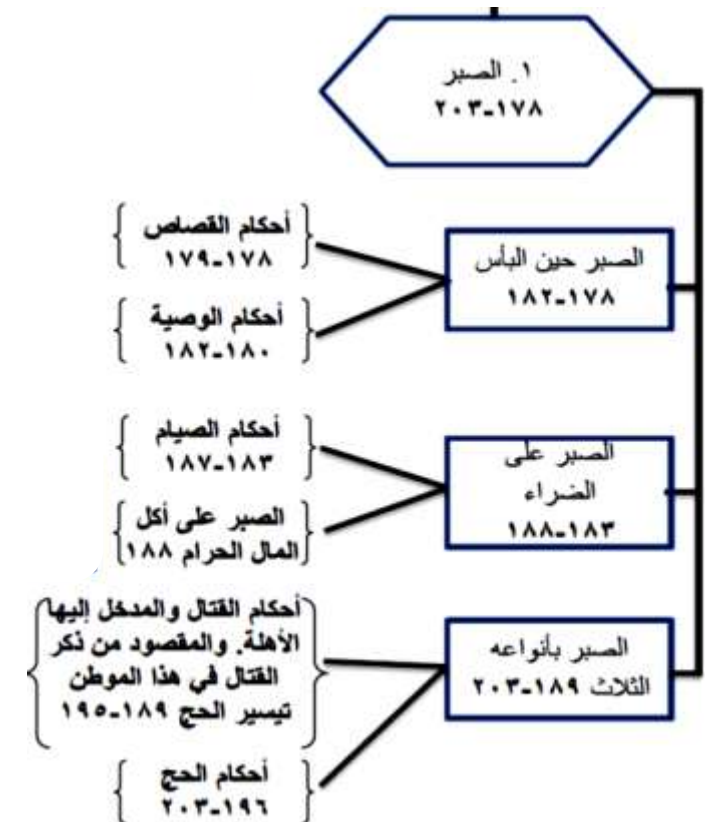 ١. الصبر
١٧٨-٢٠٣
الصبر حين البأس
١٧٨-١٨٢
أحكام القصاص
١٧٨-١٧٩
أحكام الوصية
١٨٠-١٨٢
الصبر على
الضراء
١٨٣-١٨٨
أحكام الصيام
١٨٣-١٨٧
الصبر على أكل
المال الحرام ١٨٨
الصبر بأنواعه
الثلاث ١٨٩-٢٠٣
أحكام القتال والمدخل إليها
الأهلة. والمقصود من ذكر
القتال في هذا الموطن
تيسير الحج ١٨٩-١٩٥
أحكام الحج
١٩٦-٢٠٣